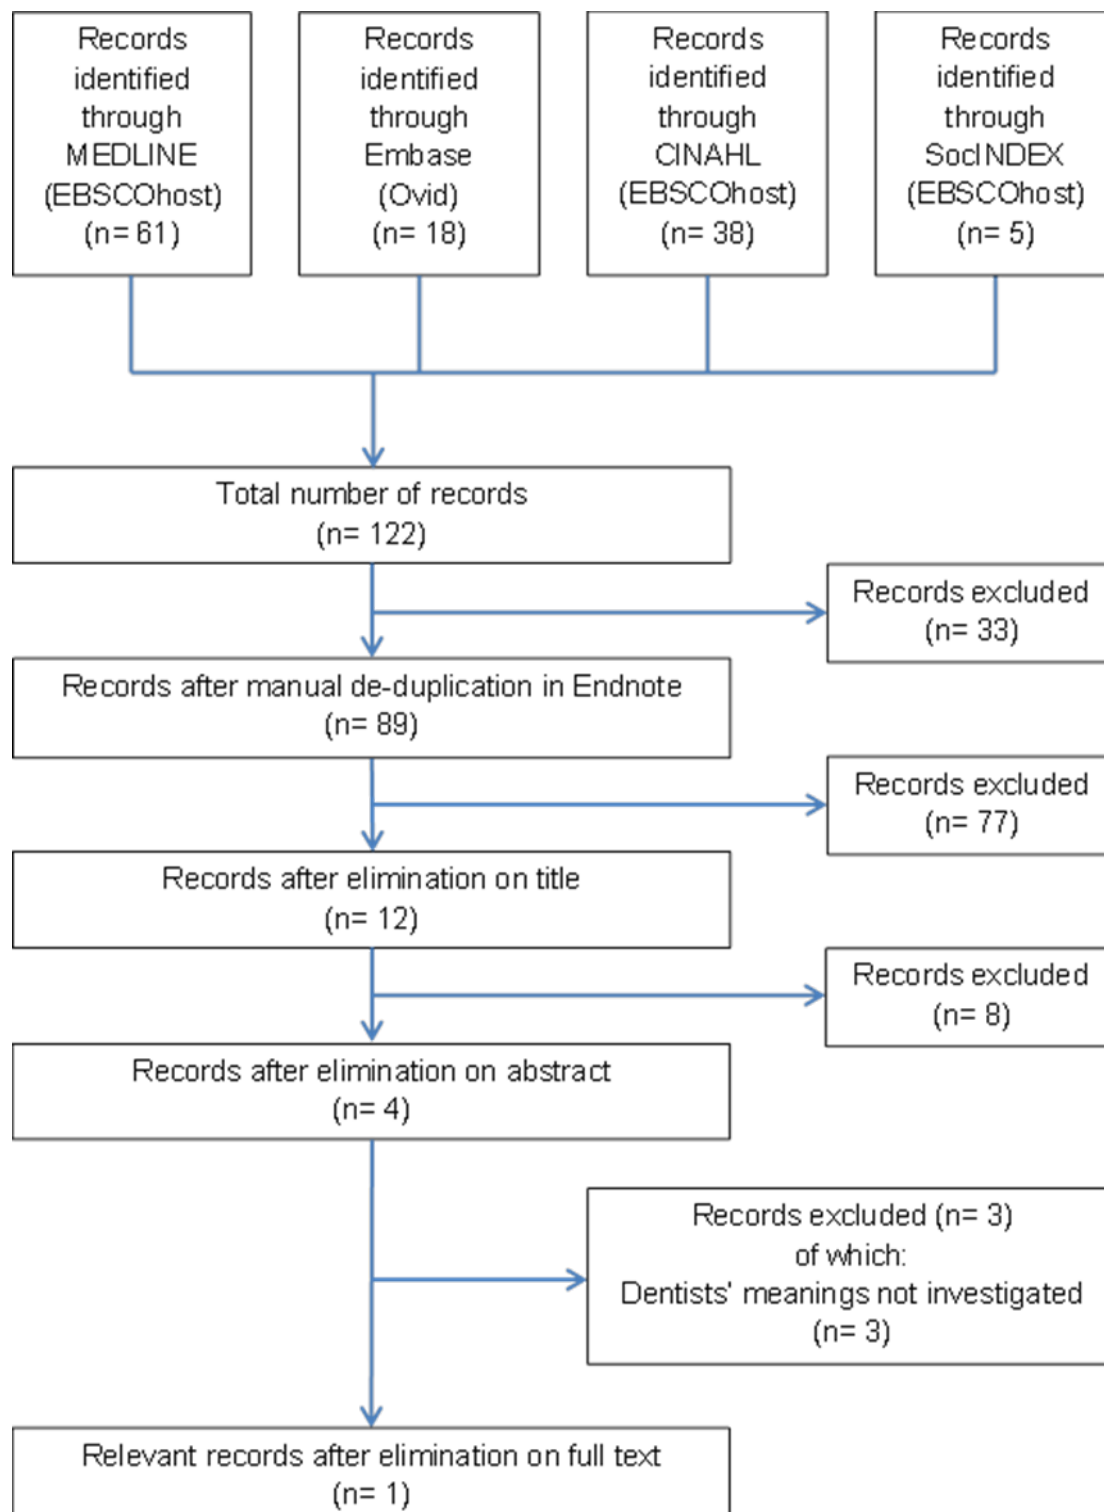 Records
identified
through
MEDLINE
(EBSCOhost)
(n= 61)
Records
identified
through
Embase
(Ovid)
(n= 18)
Records
identified
through
CINAHL
(EBSCOhost)
(n= 38)
Records
identified
through
SocINDEX
(EBSCOhost)
(n= 5)
Total number of records
(n= 122)
Records excluded
(n= 33)
Records after manual de-duplication in Endnote
(n= 89)
Records excluded
(n= 77)
Records after elimination on title
(n= 12)
Records excluded
(n= 8)
Records after elimination on abstract
(n= 4)
Records excluded (n= 3)
of which:
Dentists' meanings not investigated
(n= 3)
Relevant records after elimination on full text
(n= 1)